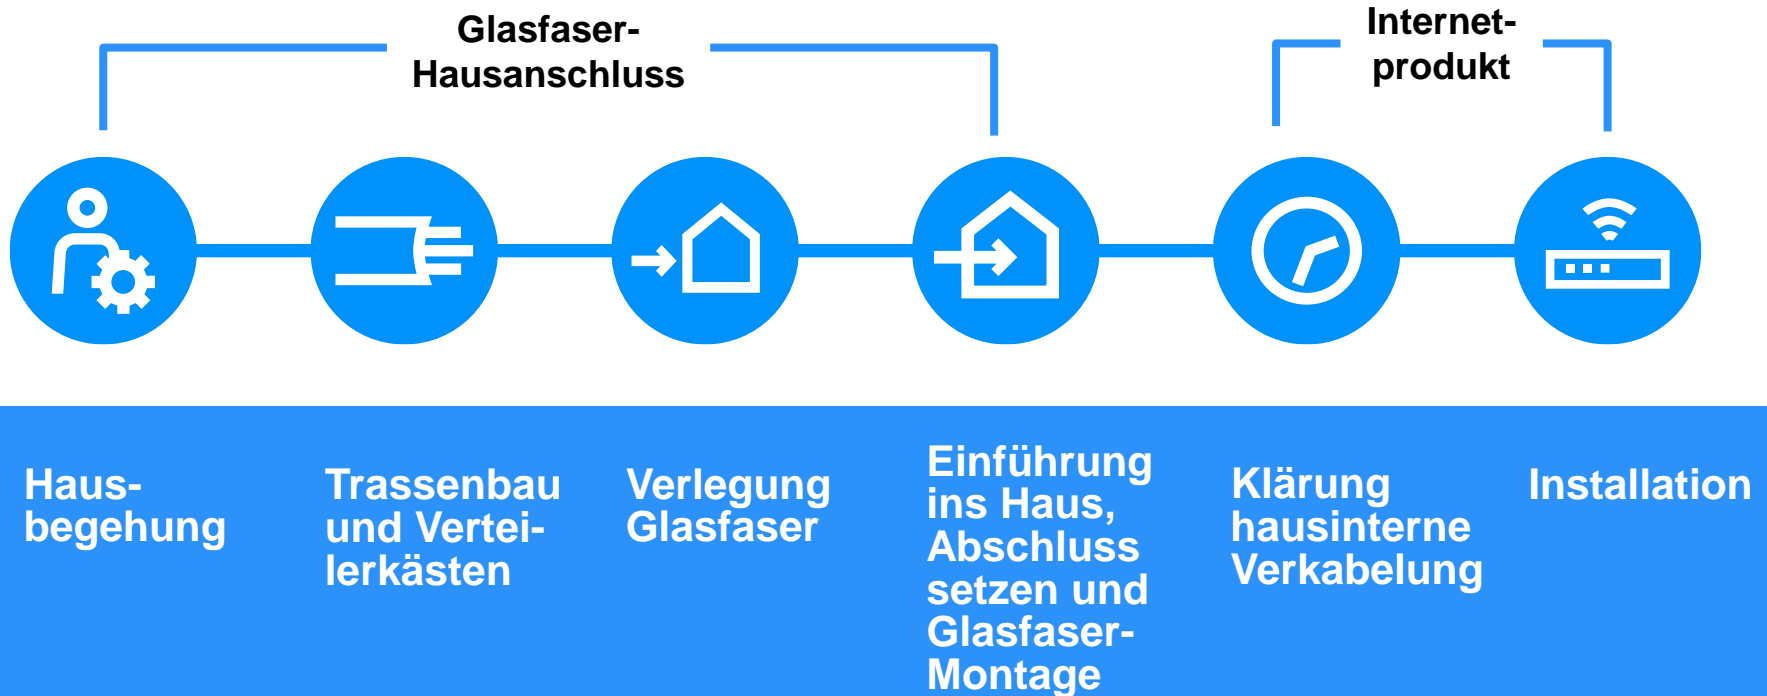 Glasfaser-
Hausanschluss
Internet-
produkt
Haus-
begehung
Trassenbau
und Vertei-
lerkästen
Verlegung
Glasfaser
Einführung
ins Haus,
Abschluss
setzen und
Glasfaser-
Montage
Klärung
hausinterne
Verkabelung
Installation